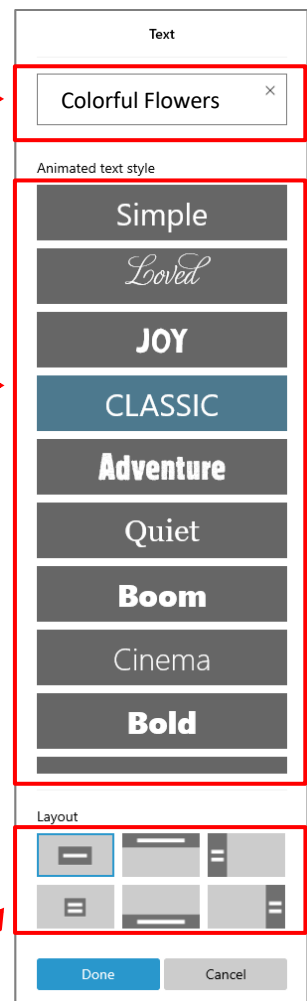 Text
Colorful Flowers ×
Animated text style
Simple
Loved
JOY
CLASSIC
Adventure
Quiet
Boom
Cinema
Bold
Layout
Done Cancel